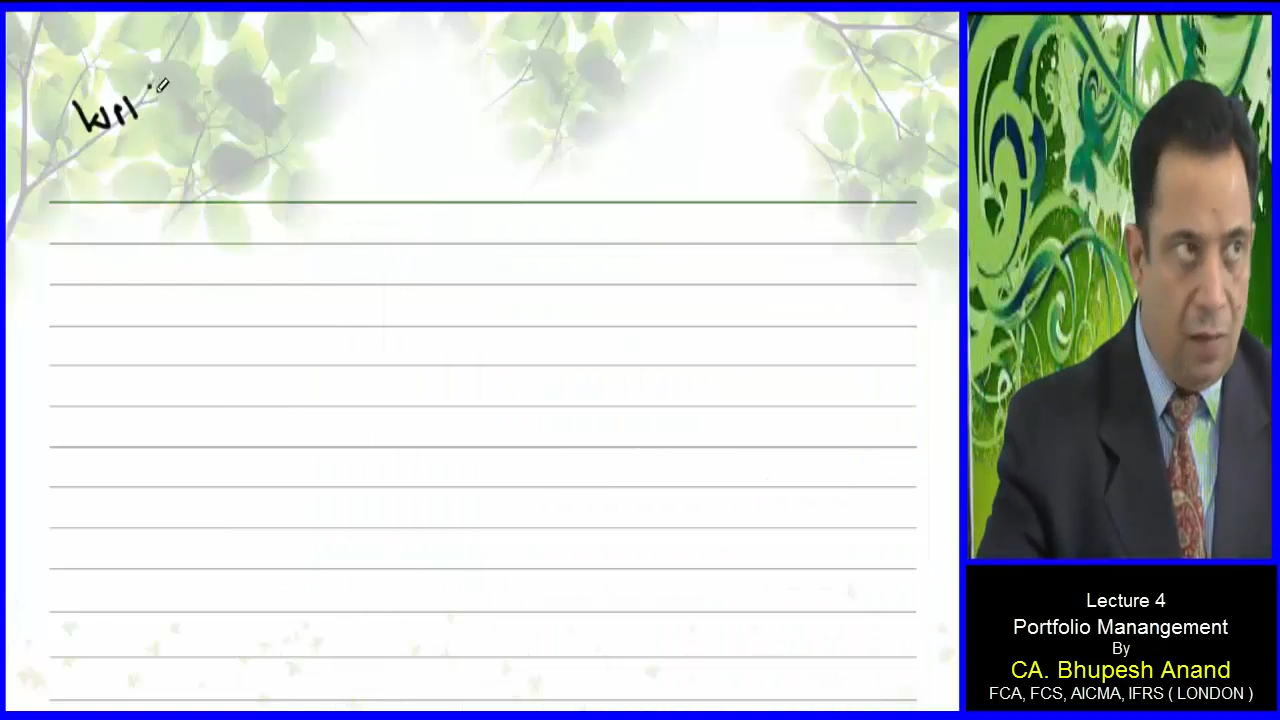 Lecture 4
Portfolio Manangement
By
CA. Bhupesh Anand
FCA, FCS, AICMA, IFRS ( LONDON )